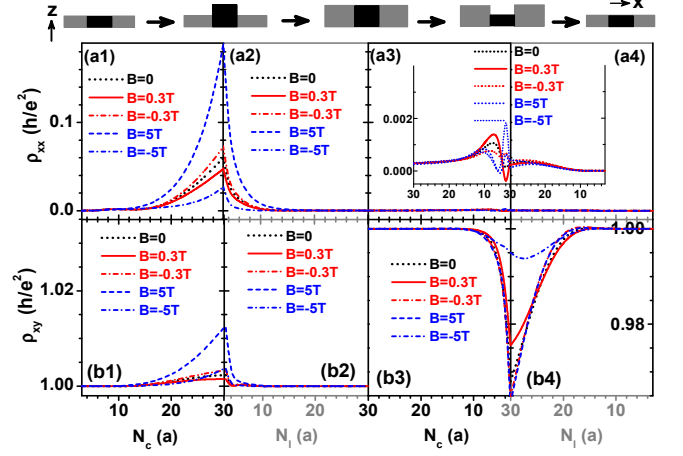 z
x
(a1)
(a2)
(a3)
(a4)
ρxx (h/e²)
0.1
0.0
B=0
B=0.3T
B=-0.3T
B=5T
B=-5T
B=0
B=0.3T
B=-0.3T
B=5T
B=-5T
B=0
B=0.3T
B=-0.3T
B=5T
B=-5T
0.002
0.001
0.000
30 20 10 30 20 10
ρxy (h/e²)
1.02
1.00
B=0
B=0.3T
B=-0.3T
B=5T
B=-5T
B=0
B=0.3T
B=-0.3T
B=5T
B=-5T
B=0
B=0.3T
B=-0.3T
B=5T
B=-5T
1.00
0.98
(b1)
(b2)
(b3)
(b4)
10 20 30 20 10 30 20 10 30 20 10
Nc (a)
Nl (a)
Nc (a)
Nl (a)